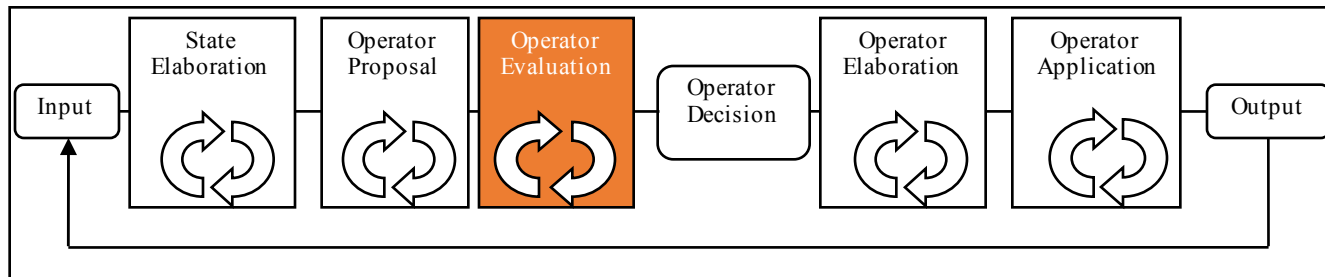 Input
State
Elaboration
Operator
Proposal
Operator
Evaluation
Operator
Decision
Operator
Elaboration
Operator
Application
Output